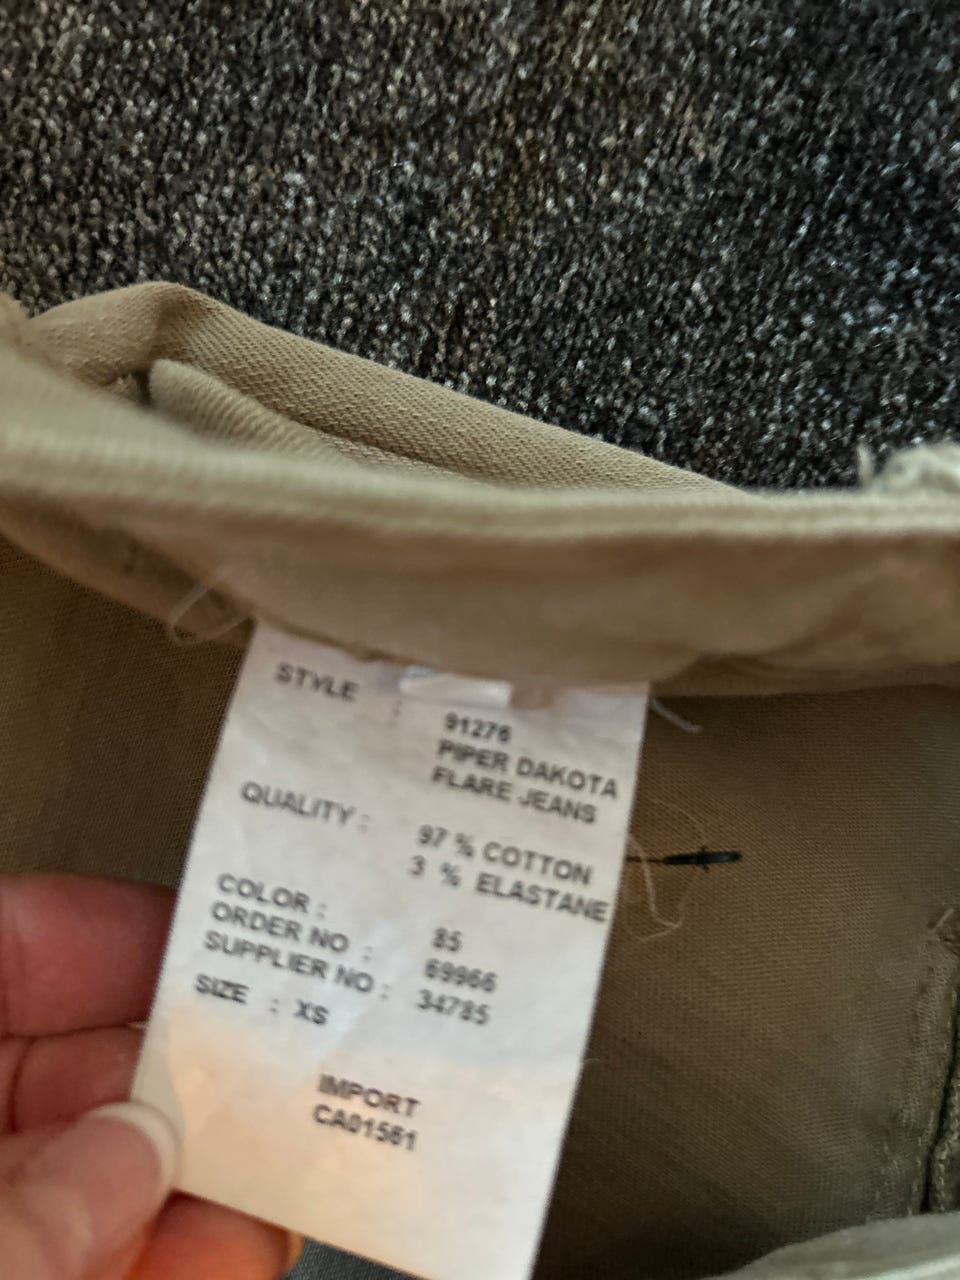 STYLE : 91276
PIPER DAKOTA
FLARE JEANS
QUALITY : 97 % COTTON
3 % ELASTANE
COLOR : 85
ORDER NO : 69966
SUPPLIER NO : 34785
SIZE : XS
IMPORT
CA01561